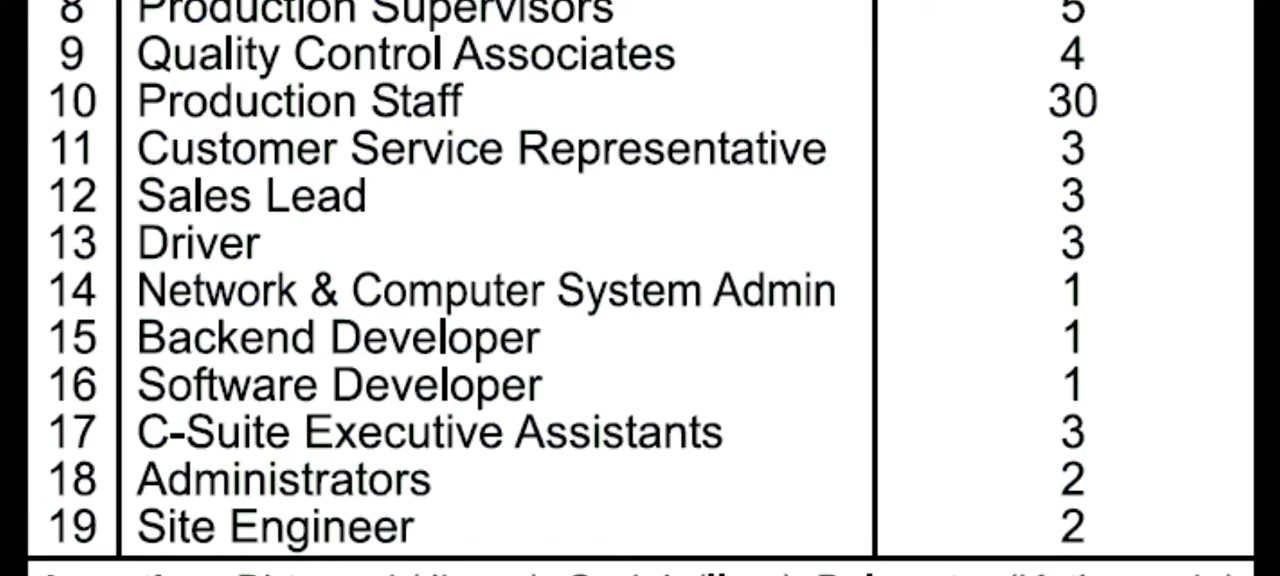 8 Production Supervisors 5
9 Quality Control Associates 4
10 Production Staff 30
11 Customer Service Representative 3
12 Sales Lead 3
13 Driver 3
14 Network & Computer System Admin 1
15 Backend Developer 1
16 Software Developer 1
17 C-Suite Executive Assistants 3
18 Administrators 2
19 Site Engineer 2